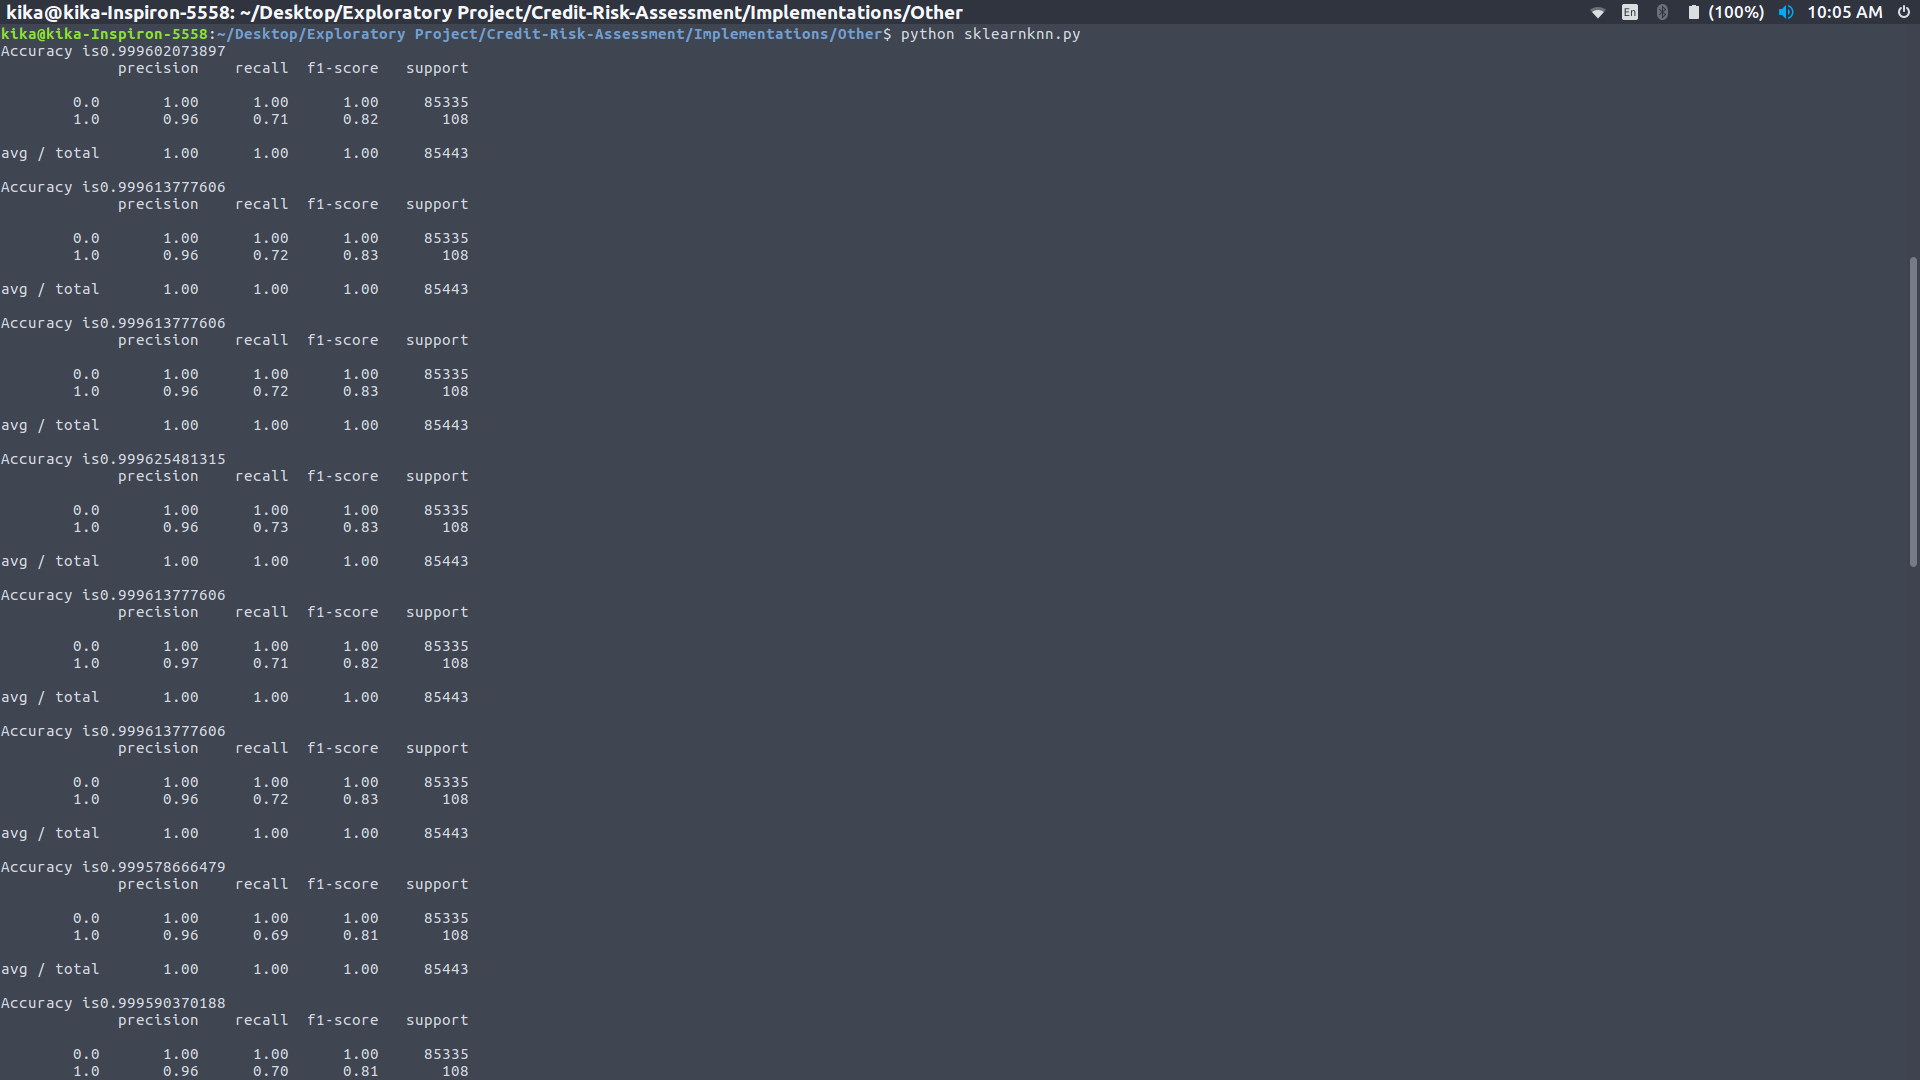 kika@kika-Inspiron-5558: ~/Desktop/Exploratory Project/Credit-Risk-Assessment/Implementations/Other En (100%) 10:05 AM
kika@kika-Inspiron-5558:~/Desktop/Exploratory Project/Credit-Risk-Assessment/Implementations/Other$ python sklearnknn.py
Accuracy is0.999602073897
precision recall f1-score support
0.0 1.00 1.00 1.00 85335
1.0 0.96 0.71 0.82 108
avg / total 1.00 1.00 1.00 85443
Accuracy is0.999613777606
precision recall f1-score support
0.0 1.00 1.00 1.00 85335
1.0 0.96 0.72 0.83 108
avg / total 1.00 1.00 1.00 85443
Accuracy is0.999613777606
precision recall f1-score support
0.0 1.00 1.00 1.00 85335
1.0 0.96 0.72 0.83 108
avg / total 1.00 1.00 1.00 85443
Accuracy is0.999625481315
precision recall f1-score support
0.0 1.00 1.00 1.00 85335
1.0 0.96 0.73 0.83 108
avg / total 1.00 1.00 1.00 85443
Accuracy is0.999613777606
precision recall f1-score support
0.0 1.00 1.00 1.00 85335
1.0 0.97 0.71 0.82 108
avg / total 1.00 1.00 1.00 85443
Accuracy is0.999613777606
precision recall f1-score support
0.0 1.00 1.00 1.00 85335
1.0 0.96 0.72 0.83 108
avg / total 1.00 1.00 1.00 85443
Accuracy is0.999578666479
precision recall f1-score support
0.0 1.00 1.00 1.00 85335
1.0 0.96 0.69 0.81 108
avg / total 1.00 1.00 1.00 85443
Accuracy is0.999590370188
precision recall f1-score support
0.0 1.00 1.00 1.00 85335
1.0 0.96 0.70 0.81 108